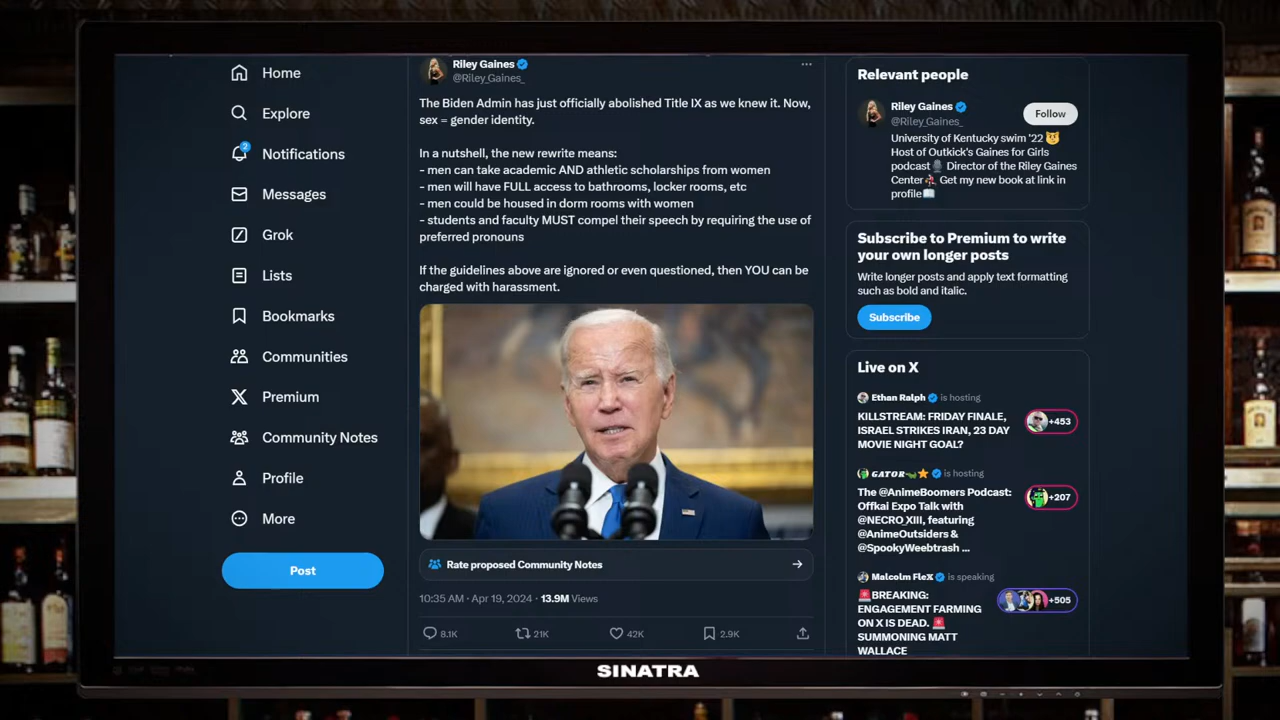 Home
Explore
2
Notifications
Messages
Grok
Lists
Bookmarks
Communities
Premium
Community Notes
Profile
More
Post
Riley Gaines
@Riley_Gaines_
The Biden Admin has just officially abolished Title IX as we knew it. Now,
sex = gender identity.
In a nutshell, the new rewrite means:
- men can take academic AND athletic scholarships from women
- men will have FULL access to bathrooms, locker rooms, etc
- men could be housed in dorm rooms with women
- students and faculty MUST compel their speech by requiring the use of
preferred pronouns
If the guidelines above are ignored or even questioned, then YOU can be
charged with harassment.
Rate proposed Community Notes
10:35 AM · Apr 19, 2024 · 13.9M Views
8.1K 21K 42K 2.9K
Relevant people
Riley Gaines
@Riley_Gaines_
Follow
University of Kentucky swim '22
Host of Outkick's Gaines for Girls
podcast Director of the Riley Gaines
Center Get my new book at link in
profile
Subscribe to Premium to write
your own longer posts
Write longer posts and apply text formatting
such as bold and italic.
Subscribe
Live on X
Ethan Ralph is hosting
KILLSTREAM: FRIDAY FINALE,
ISRAEL STRIKES IRAN, 23 DAY
MOVIE NIGHT GOAL?
+453
GATOR is hosting
The @AnimeBoomers Podcast:
Offkai Expo Talk with
@NECRO_XIII, featuring
@AnimeOutsiders &
@SpookyWeebtrash ...
+207
Malcolm FleX is speaking
BREAKING:
ENGAGEMENT FARMING
ON X IS DEAD.
SUMMONING MATT
WALLACE
+505
SINATRA